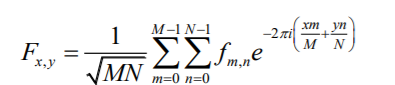 $$F_{x,y} = \frac{1}{\sqrt{MN}} \sum_{m=0}^{M-1} \sum_{n=0}^{N-1} f_{m,n} e^{-2\pi i \left( \frac{xm}{M} + \frac{yn}{N} \right)}$$